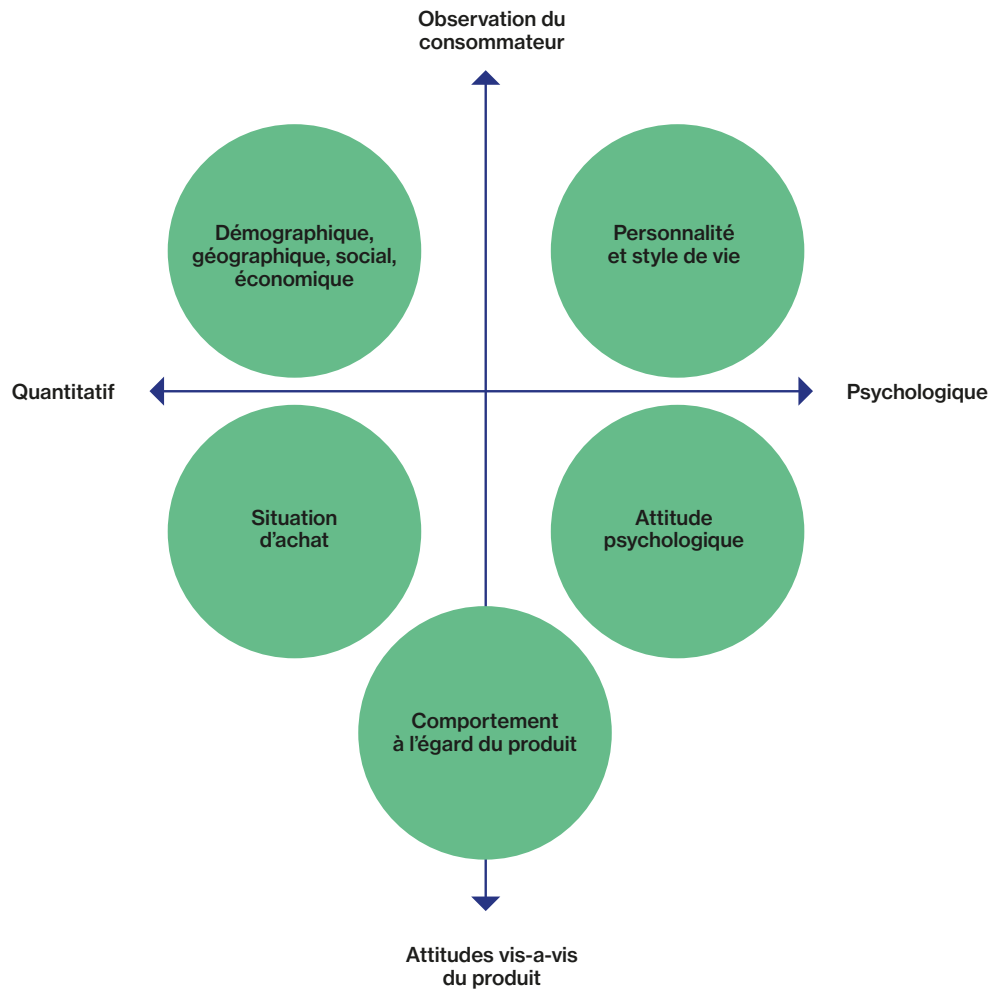 Observation du
consommateur
Démographique,
géographique, social,
économique
Personnalité
et style de vie
Quantitatif
Psychologique
Situation
d’achat
Attitude
psychologique
Comportement
à l’égard du produit
Attitudes vis-a-vis
du produit